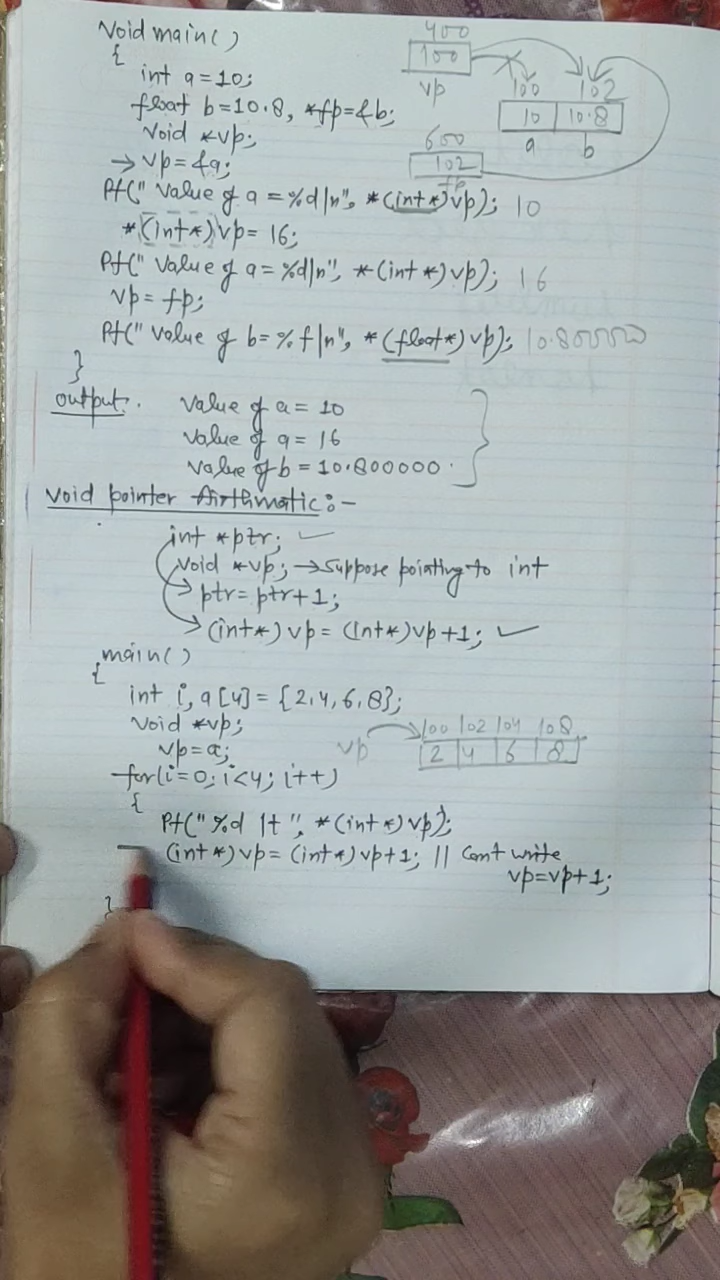 void main()
{
int a=10;
float b=10.8, *fp=&b;
void *vp;
→ vp=&a;
Pf(" value of a = %d\n", *(int *)vp); 10
*(int*)vp= 16;
Pf(" value of a= %d\n", *(int *)vp); 16
vp= fp;
Pf(" value of b= %f\n", *(float*)vp); 10.800000
}
400
100
vp
100 102
10 10.8
a b
600
102
fp
output:
value of a= 10
value of a= 16
value of b = 10.800000.
void pointer Airthmatic:-
int *ptr;
void *vp; → suppose pointing to int
ptr= ptr+1;
(int*) vp= (int*)vp+1;
main()
{
int i, a[4] = {2,4,6,8};
void *vp;
vp=a;
vp
100 102 104 108
2 4 6 8
for(i=0; i<4; i++)
{
Pf("%d \t ", *(int *)vp);
(int *)vp= (int*)vp+1; // Can't write
vp=vp+1;
}